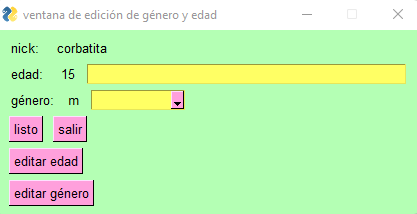 ventana de edición de género y edad
nick: corbatita
edad: 15
género: m
listo salir
editar edad
editar género